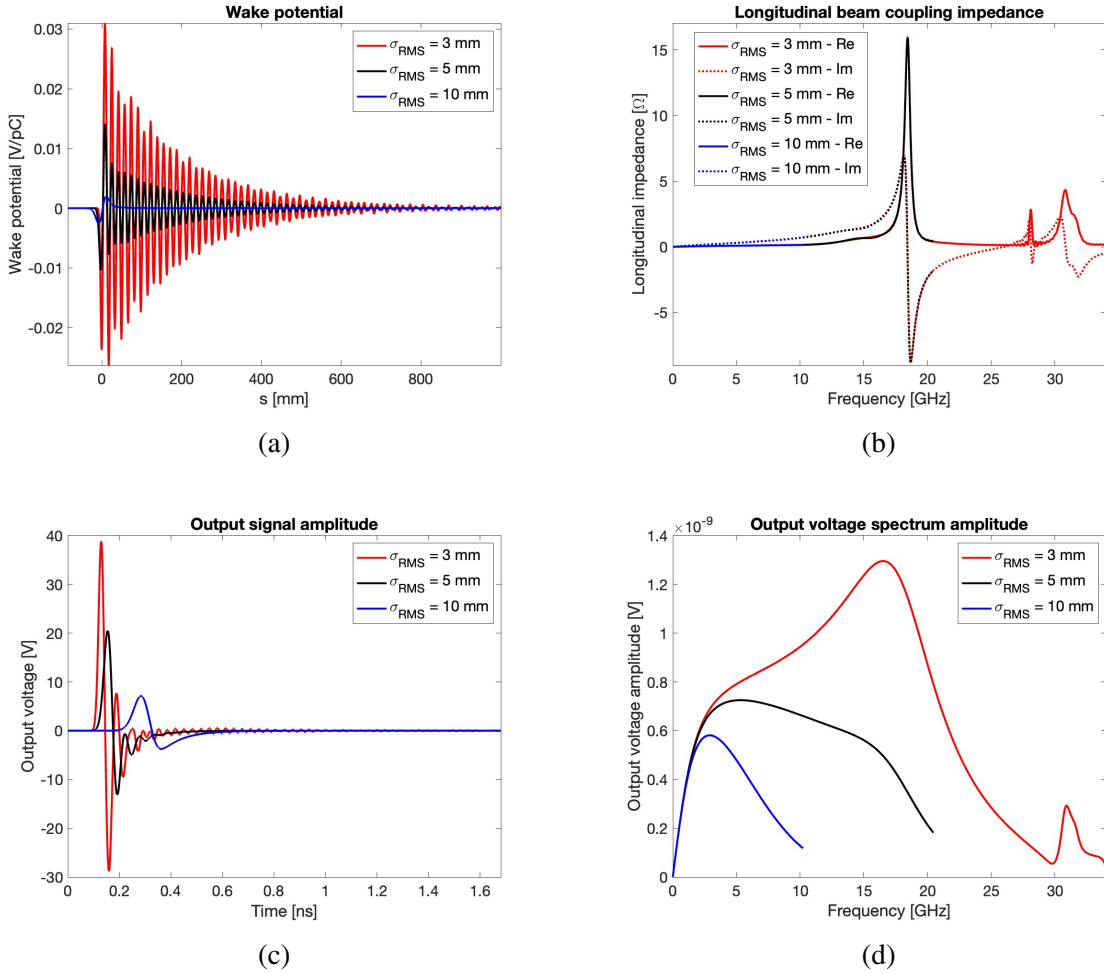 Wake potential
0.03
0.02
0.01
0
-0.01
-0.02
Wake potential [V/pC]
0 200 400 600 800
s [mm]
σRMS = 3 mm
σRMS = 5 mm
σRMS = 10 mm
(a)
Longitudinal beam coupling impedance
15
10
5
0
-5
Longitudinal impedance [Ω]
0 5 10 15 20 25 30
Frequency [GHz]
σRMS = 3 mm - Re
σRMS = 3 mm - Im
σRMS = 5 mm - Re
σRMS = 5 mm - Im
σRMS = 10 mm - Re
σRMS = 10 mm - Im
(b)
Output signal amplitude
40
30
20
10
0
-10
-20
-30
Output voltage [V]
0 0.2 0.4 0.6 0.8 1 1.2 1.4 1.6
Time [ns]
σRMS = 3 mm
σRMS = 5 mm
σRMS = 10 mm
(c)
Output voltage spectrum amplitude
×10-9
1.4
1.2
1
0.8
0.6
0.4
0.2
0
Output voltage amplitude [V]
0 5 10 15 20 25 30
Frequency [GHz]
σRMS = 3 mm
σRMS = 5 mm
σRMS = 10 mm
(d)